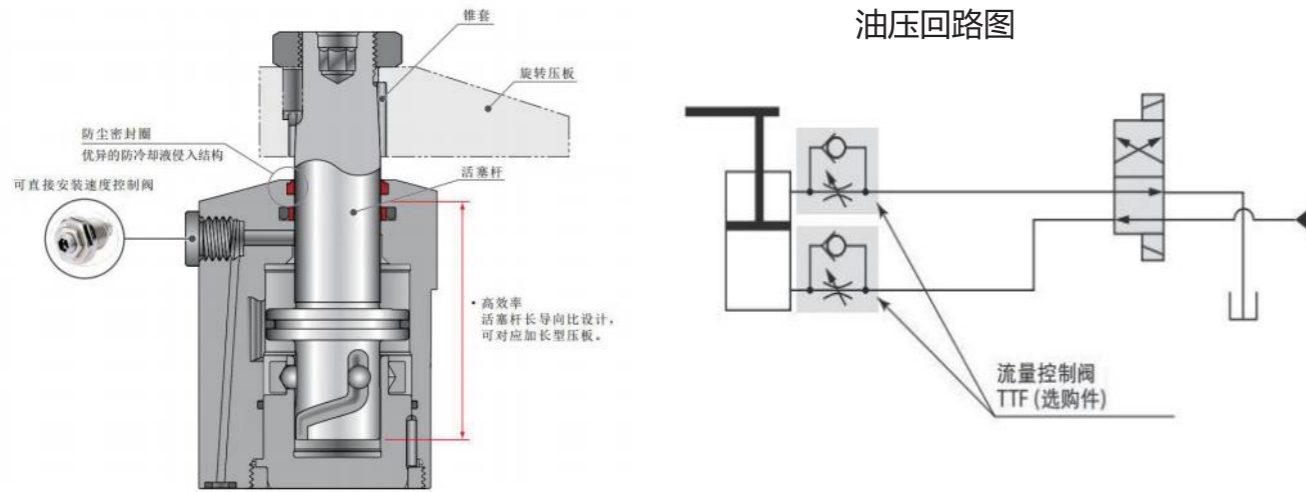 锥套
旋转压板
防尘密封圈
优异的防冷却液侵入结构
活塞杆
可直接安装速度控制阀
• 高效率
活塞杆长导向比设计，
可对应加长型压板。
油压回路图
流量控制阀
TTF (选购件)